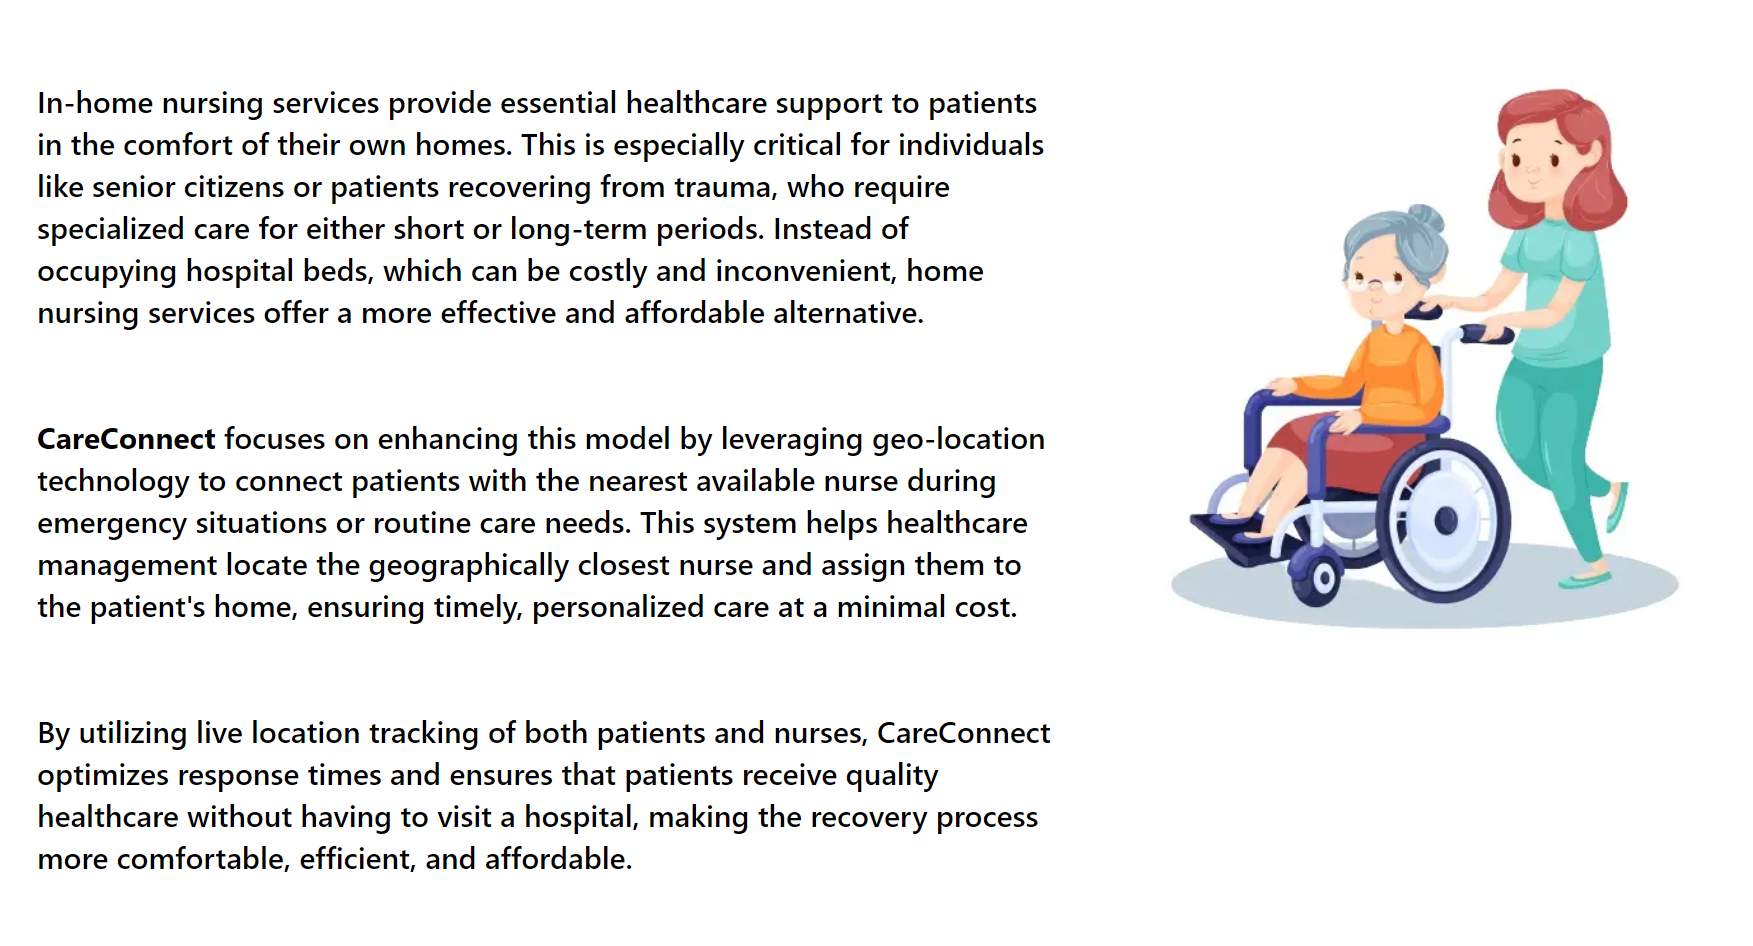 In-home nursing services provide essential healthcare support to patients
in the comfort of their own homes. This is especially critical for individuals
like senior citizens or patients recovering from trauma, who require
specialized care for either short or long-term periods. Instead of
occupying hospital beds, which can be costly and inconvenient, home
nursing services offer a more effective and affordable alternative.
CareConnect focuses on enhancing this model by leveraging geo-location
technology to connect patients with the nearest available nurse during
emergency situations or routine care needs. This system helps healthcare
management locate the geographically closest nurse and assign them to
the patient's home, ensuring timely, personalized care at a minimal cost.
By utilizing live location tracking of both patients and nurses, CareConnect
optimizes response times and ensures that patients receive quality
healthcare without having to visit a hospital, making the recovery process
more comfortable, efficient, and affordable.